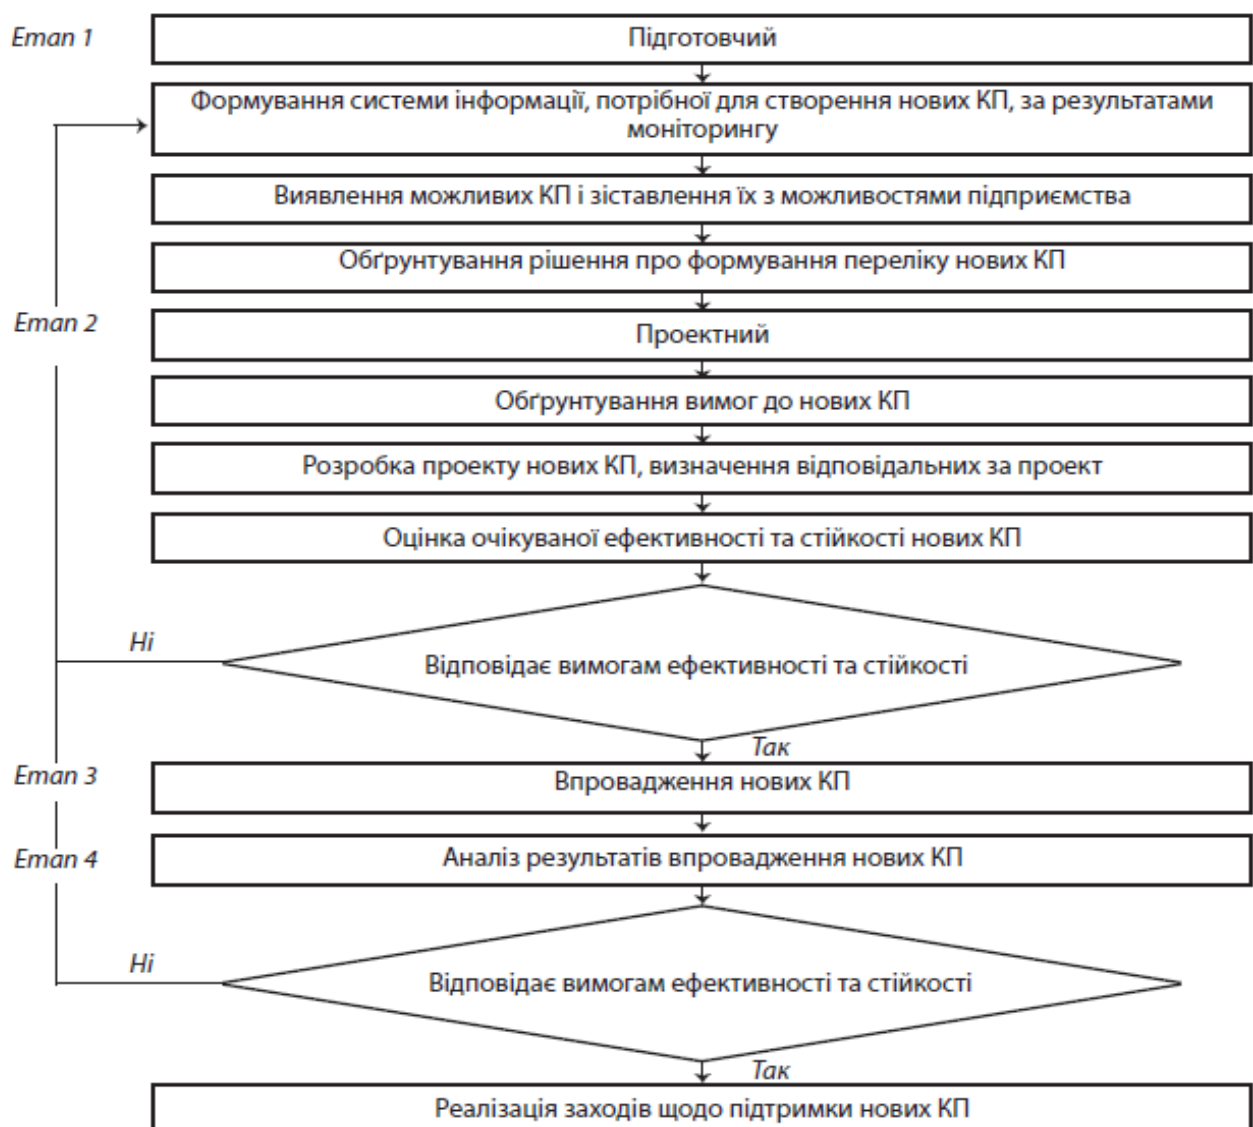 Етап 1
Підготовчий
Формування системи інформації, потрібної для створення нових КП, за результатами
моніторингу
Виявлення можливих КП і зіставлення їх з можливостями підприємства
Обґрунтування рішення про формування переліку нових КП
Етап 2
Проектний
Обґрунтування вимог до нових КП
Розробка проекту нових КП, визначення відповідальних за проект
Оцінка очікуваної ефективності та стійкості нових КП
Ні
Відповідає вимогам ефективності та стійкості
Так
Етап 3
Впровадження нових КП
Етап 4
Аналіз результатів впровадження нових КП
Ні
Відповідає вимогам ефективності та стійкості
Так
Реалізація заходів щодо підтримки нових КП